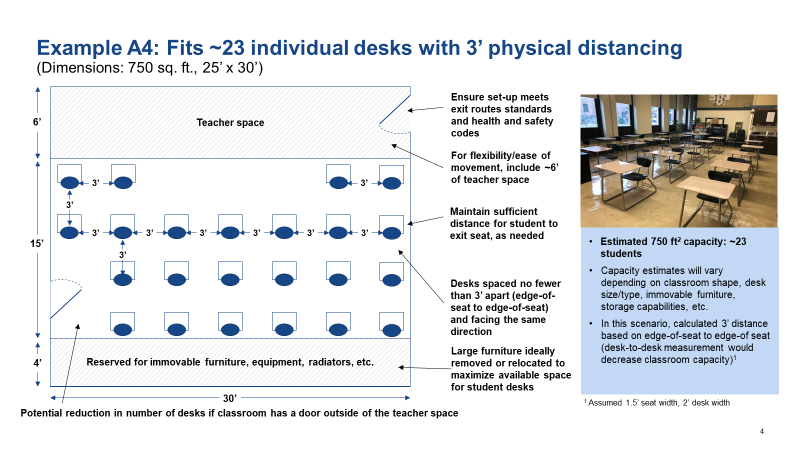 Example A4: Fits ~23 individual desks with 3’ physical distancing
(Dimensions: 750 sq. ft., 25’ x 30’)
6’
Teacher space
15’
3’
3’
3’
3’
3’
3’
3’
3’
3’
3’
4’
Reserved for immovable furniture, equipment, radiators, etc.
30’
Potential reduction in number of desks if classroom has a door outside of the teacher space
Ensure set-up meets
exit routes standards
and health and safety
codes
For flexibility/ease of
movement, include ~6’
of teacher space
Maintain sufficient
distance for student to
exit seat, as needed
Desks spaced no fewer
than 3’ apart (edge-of-
seat to edge-of-seat)
and facing the same
direction
Large furniture ideally
removed or relocated to
maximize available space
for student desks
• Estimated 750 ft² capacity: ~23
students
• Capacity estimates will vary
depending on classroom shape, desk
size/type, immovable furniture,
storage capabilities, etc.
• In this scenario, calculated 3’ distance
based on edge-of-seat to edge-of seat
(desk-to-desk measurement would
decrease classroom capacity)¹
¹ Assumed 1.5’ seat width, 2’ desk width
4